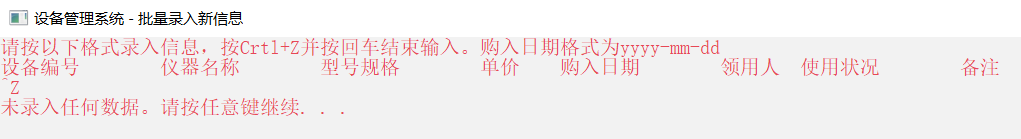 设备管理系统 - 批量录入新信息
请按以下格式录入信息，按Crtl+Z并按回车结束输入。购入日期格式为yyyy-mm-dd
设备编号 仪器名称 型号规格 单价 购入日期 领用人 使用状况 备注
^Z
未录入任何数据。请按任意键继续. . .